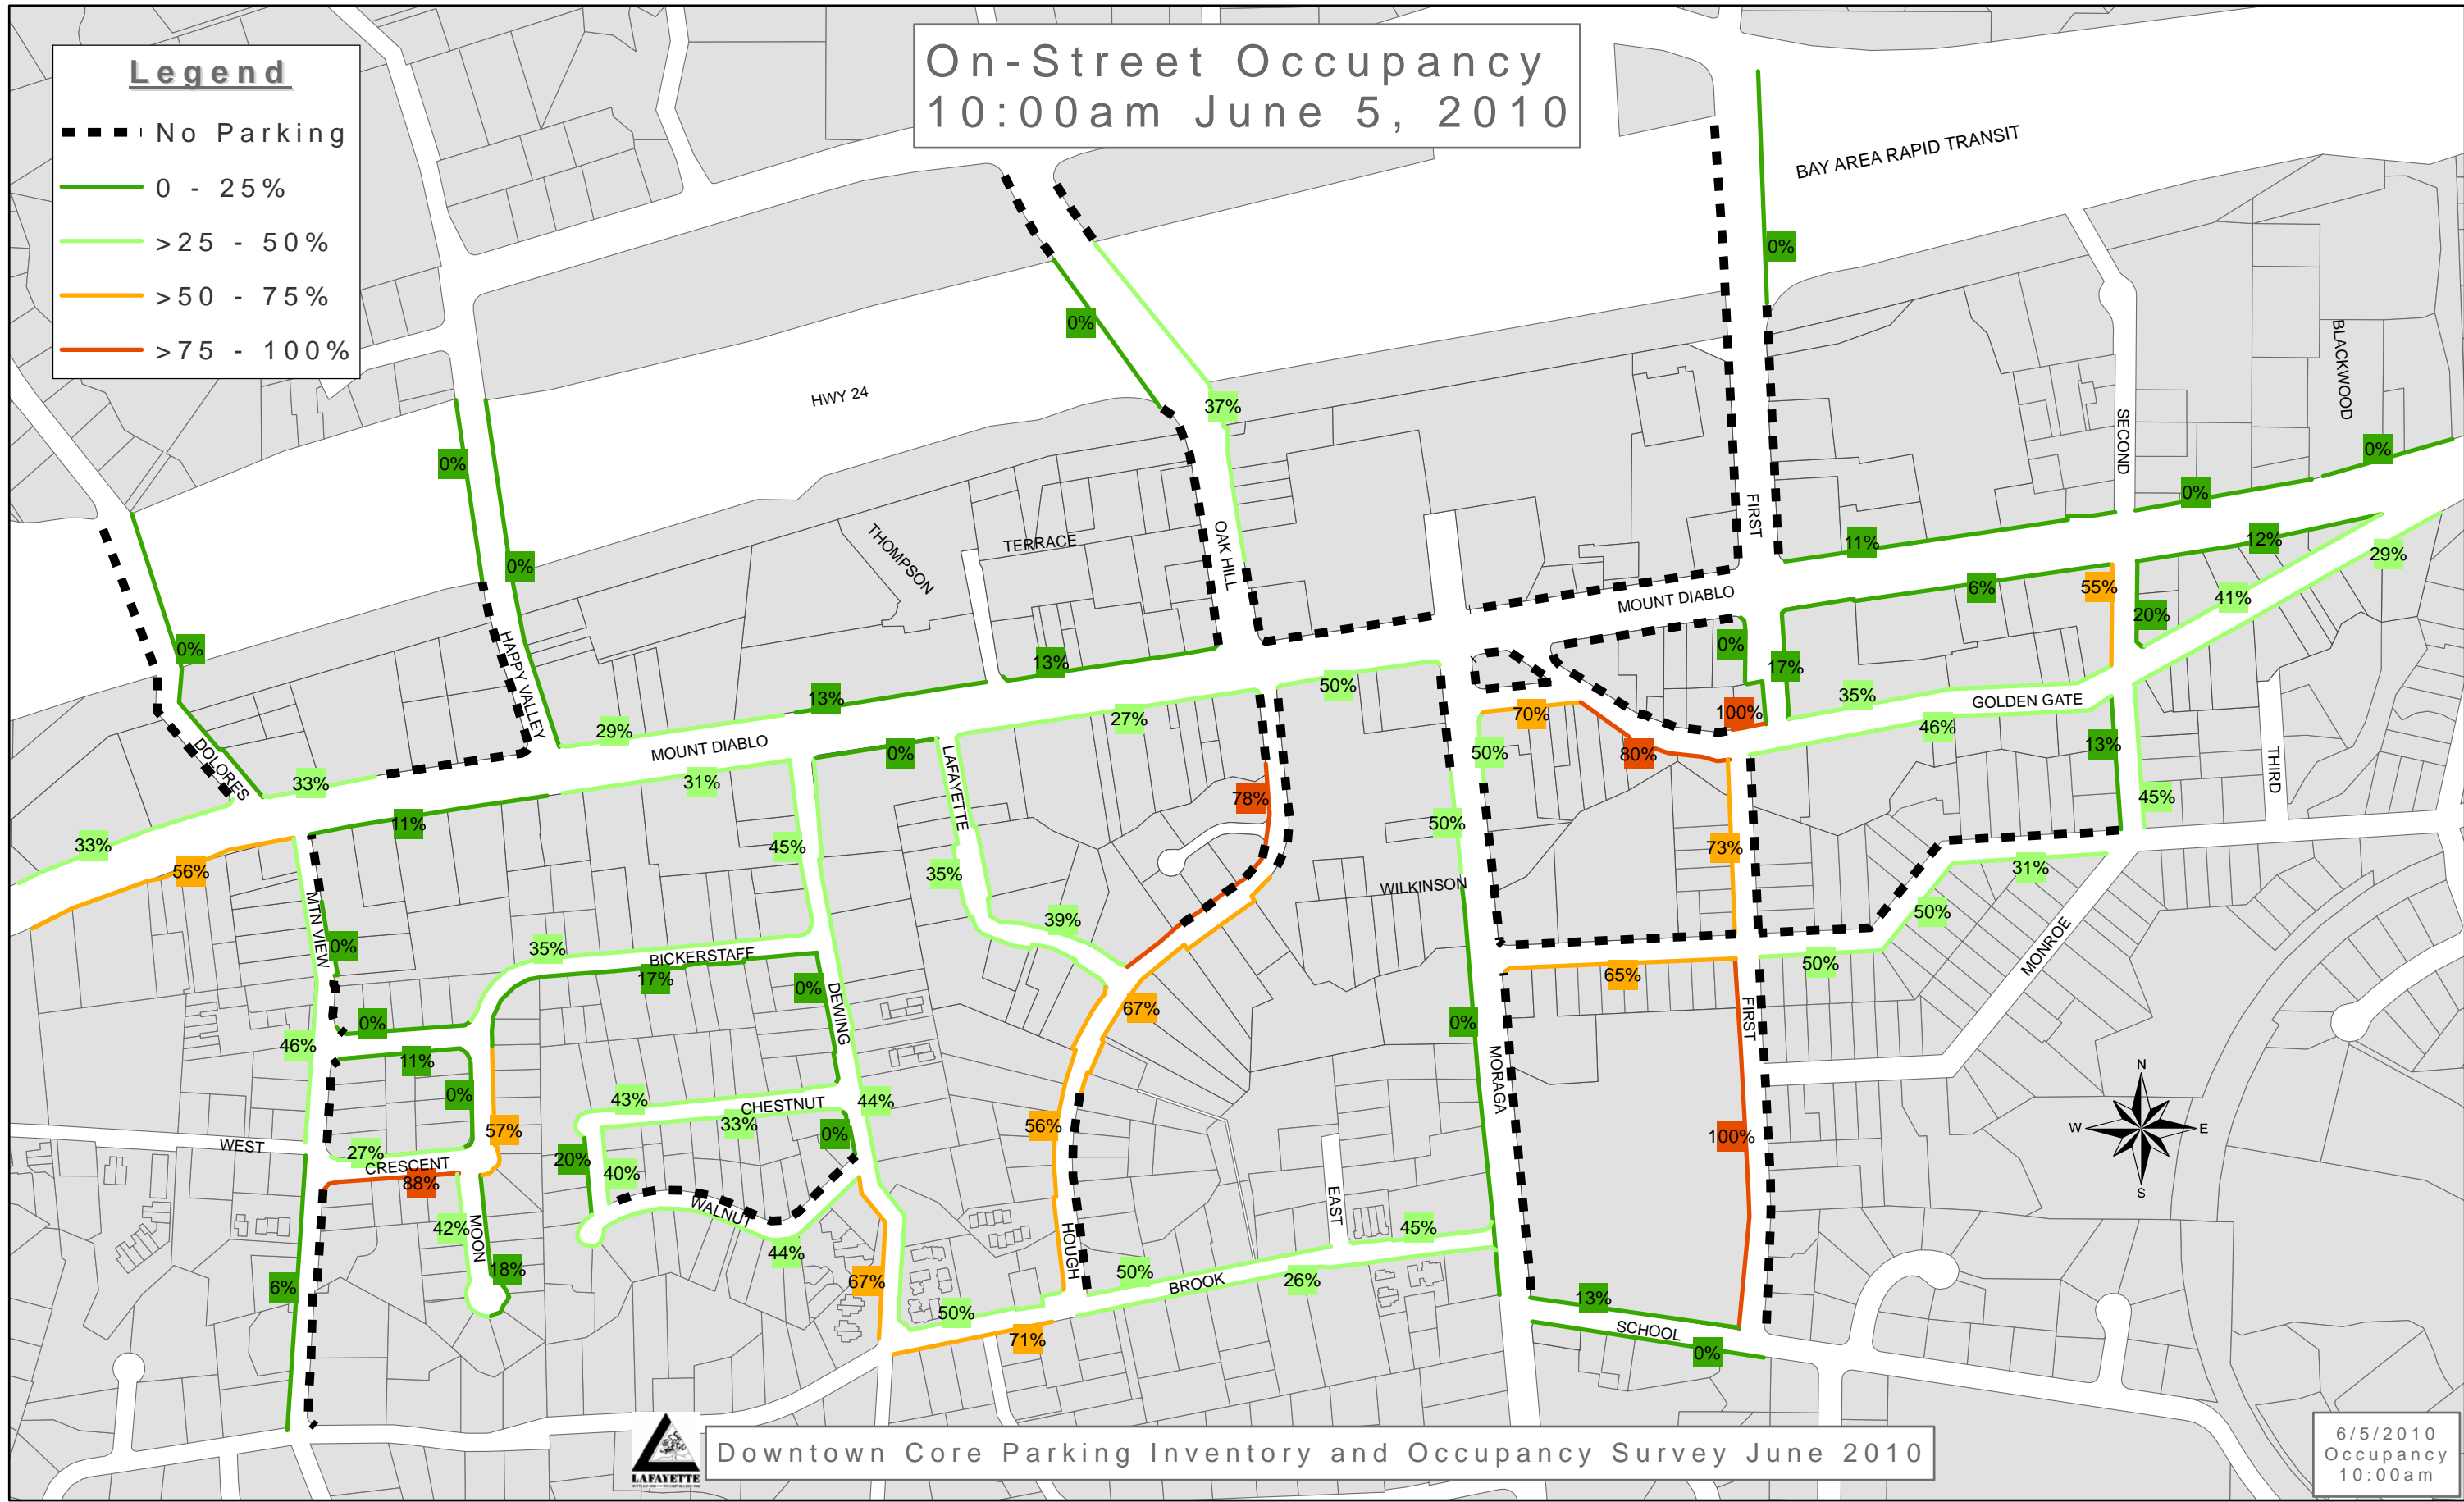 On-Street Occupancy
10:00am June 5, 2010
Legend
No Parking
0 - 25%
>25 - 50%
>50 - 75%
>75 - 100%
BAY AREA RAPID TRANSIT
0%
0%
HWY 24
37%
BLACKWOOD
SECOND
0%
0%
0%
FIRST
OAK HILL
THOMPSON
TERRACE
11%
12%
29%
0%
6%
55%
41%
20%
MOUNT DIABLO
0%
HAPPY VALLEY
13%
0%
17%
50%
35%
GOLDEN GATE
13%
27%
70%
100%
46%
29%
MOUNT DIABLO
0%
50%
80%
13%
DOLORES
33%
31%
LAFAYETTE
78%
THIRD
45%
11%
50%
33%
45%
73%
56%
35%
31%
WILKINSON
MTN VIEW
39%
50%
0%
35%
BICKERSTAFF
17%
0%
DEWING
65%
50%
MONROE
67%
0%
FIRST
0%
46%
11%
MORAGA
0%
43%
CHESTNUT
44%
33%
57%
0%
56%
100%
N
W
E
S
WEST
27%
CRESCENT
88%
20%
40%
WALNUT
42%
MOON
44%
18%
EAST
45%
HOUGH
50%
BROOK
26%
6%
67%
50%
71%
13%
SCHOOL
0%
LAFAYETTE
Downtown Core Parking Inventory and Occupancy Survey June 2010
6/5/2010
Occupancy
10:00am